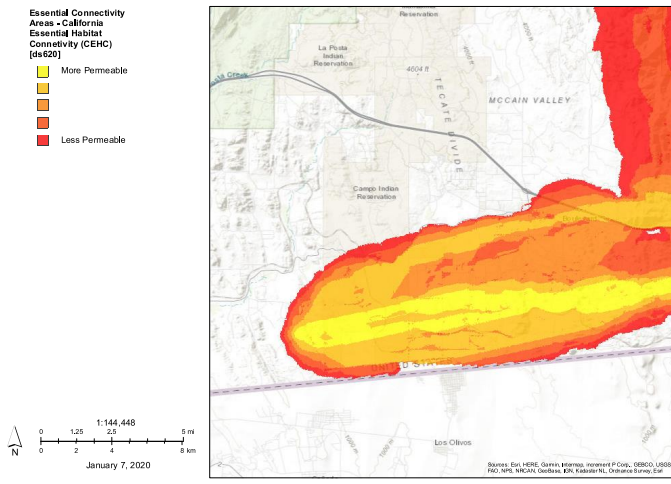 Essential Connectivity
Areas - California
Essential Habitat
Connetivity (CEHC)
[ds620]
More Permeable
Less Permeable
Reservation
La Posta
Indian
Reservation
4604 ft
TECATE DIVIDE
MCCAIN VALLEY
Campo Indian
Reservation
Los Olivos
1:144,448
0 1.25 2.5 5 mi
0 2 4 8 km
N
January 7, 2020
Sources: Esri, HERE, Garmin, Intermap, increment P Corp., GEBCO, USGS
FAO, NPS, NRCAN, GeoBase, IGN, Kadaster NL, Ordnance Survey, Esri